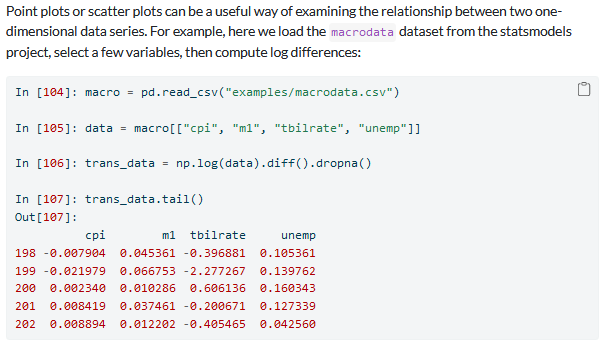 Point plots or scatter plots can be a useful way of examining the relationship between two one-
dimensional data series. For example, here we load the macrodata dataset from the statsmodels
project, select a few variables, then compute log differences:
In [104]: macro = pd.read_csv("examples/macrodata.csv")
In [105]: data = macro[["cpi", "m1", "tbilrate", "unemp"]]
In [106]: trans_data = np.log(data).diff().dropna()
In [107]: trans_data.tail()
Out[107]:
cpi m1 tbilrate unemp
198 -0.007904 0.045361 -0.396881 0.105361
199 -0.021979 0.066753 -2.277267 0.139762
200 0.002340 0.010286 0.606136 0.160343
201 0.008419 0.037461 -0.200671 0.127339
202 0.008894 0.012202 -0.405465 0.042560